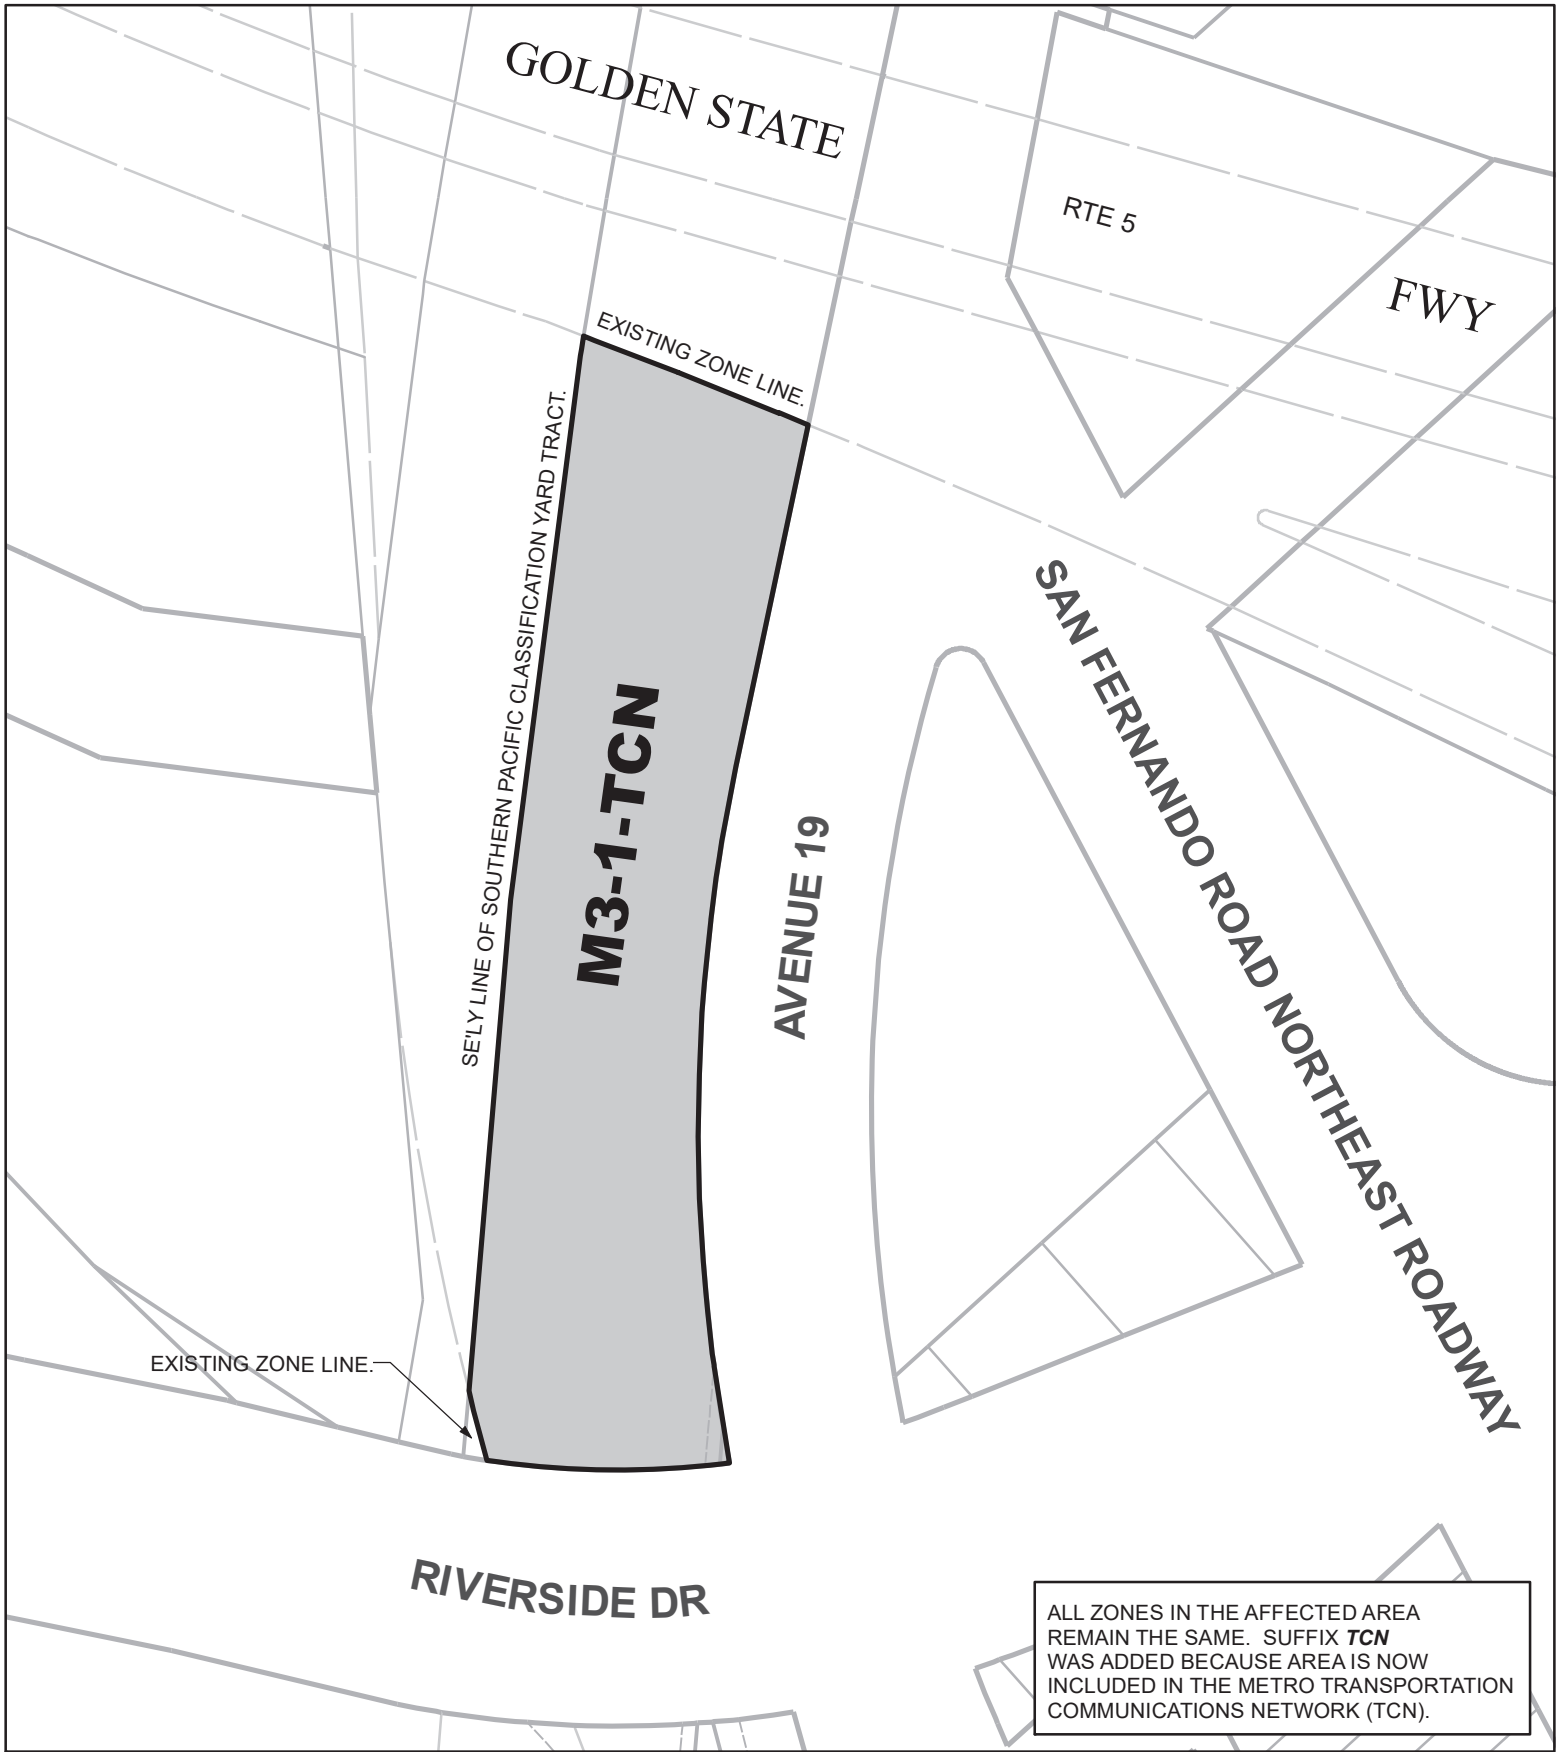 GOLDEN STATE
RTE 5
FWY
EXISTING ZONE LINE.
SE'LY LINE OF SOUTHERN PACIFIC CLASSIFICATION YARD TRACT.
M3-1-TCN
AVENUE 19
SAN FERNANDO ROAD NORTHEAST ROADWAY
EXISTING ZONE LINE.
RIVERSIDE DR
ALL ZONES IN THE AFFECTED AREA
REMAIN THE SAME. SUFFIX TCN
WAS ADDED BECAUSE AREA IS NOW
INCLUDED IN THE METRO TRANSPORTATION
COMMUNICATIONS NETWORK (TCN).